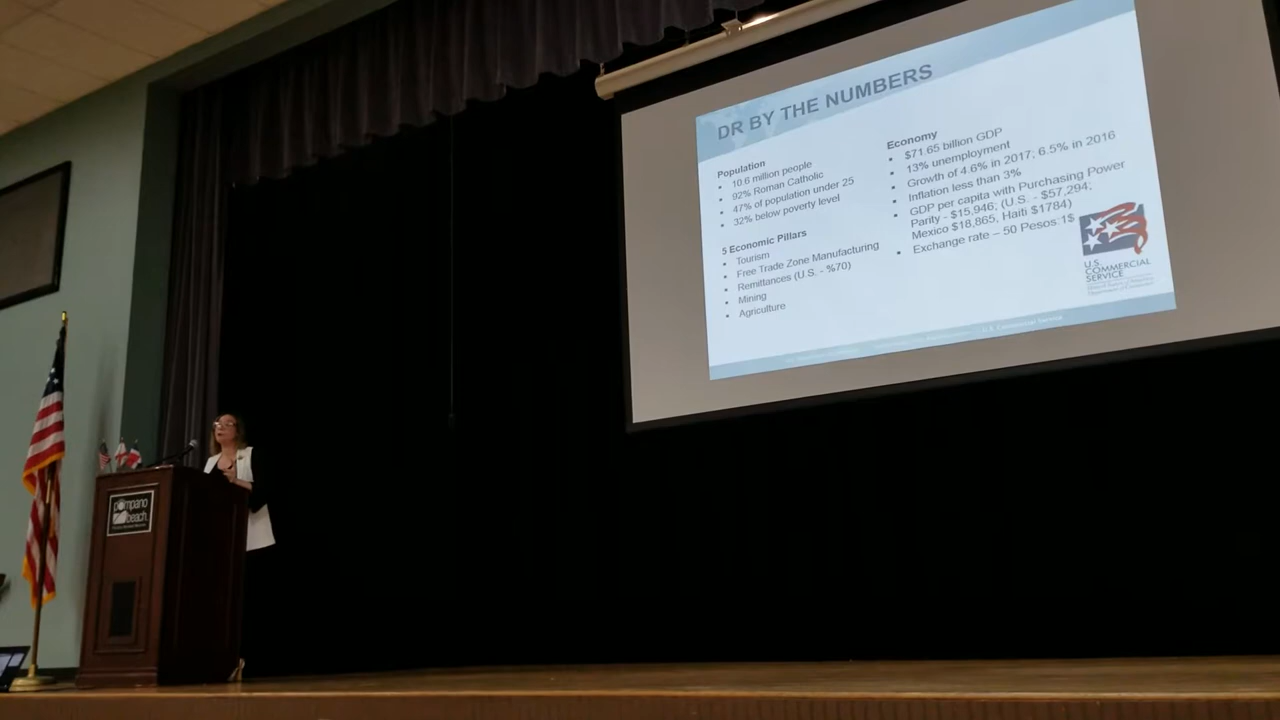 DR BY THE NUMBERS
Population
• 10.6 million people
• 92% Roman Catholic
• 47% of population under 25
• 32% below poverty level
5 Economic Pillars
• Tourism
• Free Trade Zone Manufacturing
• Remittances (U.S. - %70)
• Mining
• Agriculture
Economy
• $71.65 billion GDP
• 13% unemployment
• Growth of 4.6% in 2017; 6.5% in 2016
• Inflation less than 3%
• GDP per capita with Purchasing Power
Parity - $15,946; (U.S. - $57,294;
Mexico $18,865, Haiti $1784)
• Exchange rate – 50 Pesos:1$
U.S.
COMMERCIAL
SERVICE
U.S. Commercial Service
pompano
beach